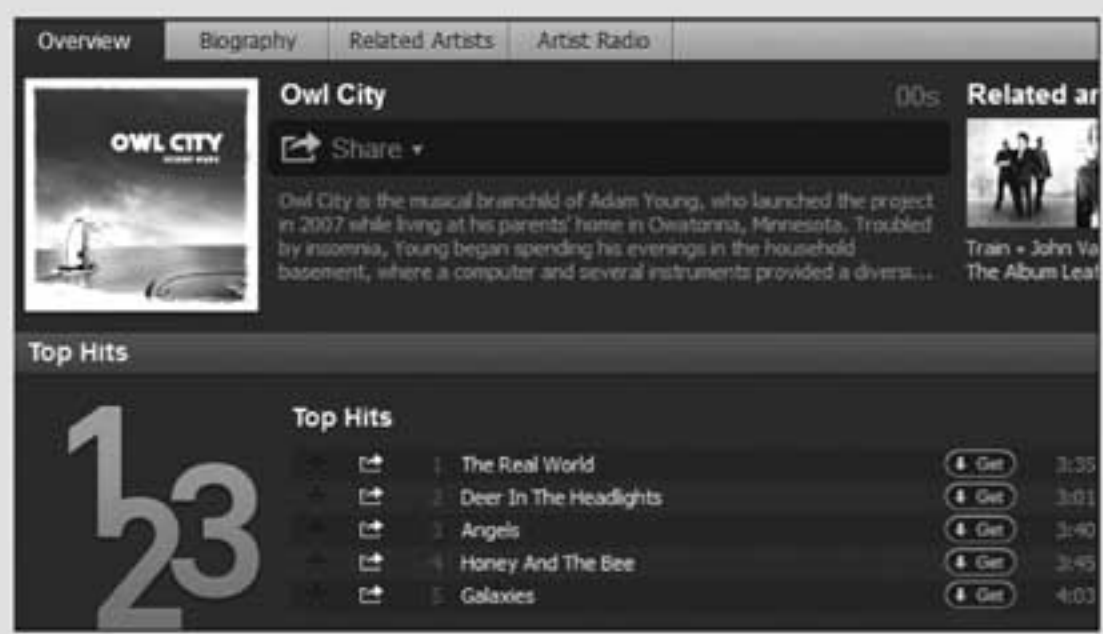 Overview Biography Related Artists Artist Radio
OWL CITY
Owl City 00s
Share
Owl City is the musical brainchild of Adam Young, who launched the project
in 2007 while living at his parents' home in Owatonna, Minnesota. Troubled
by insomnia, Young began spending his evenings in the household
basement, where a computer and several instruments provided a diversi...
Related ar
Train • John Va
The Album Leaf
Top Hits
123
Top Hits
1 The Real World Get 3:35
2 Deer In The Headlights Get 3:01
3 Angels Get 3:40
4 Honey And The Bee Get 3:45
5 Galaxies Get 4:03